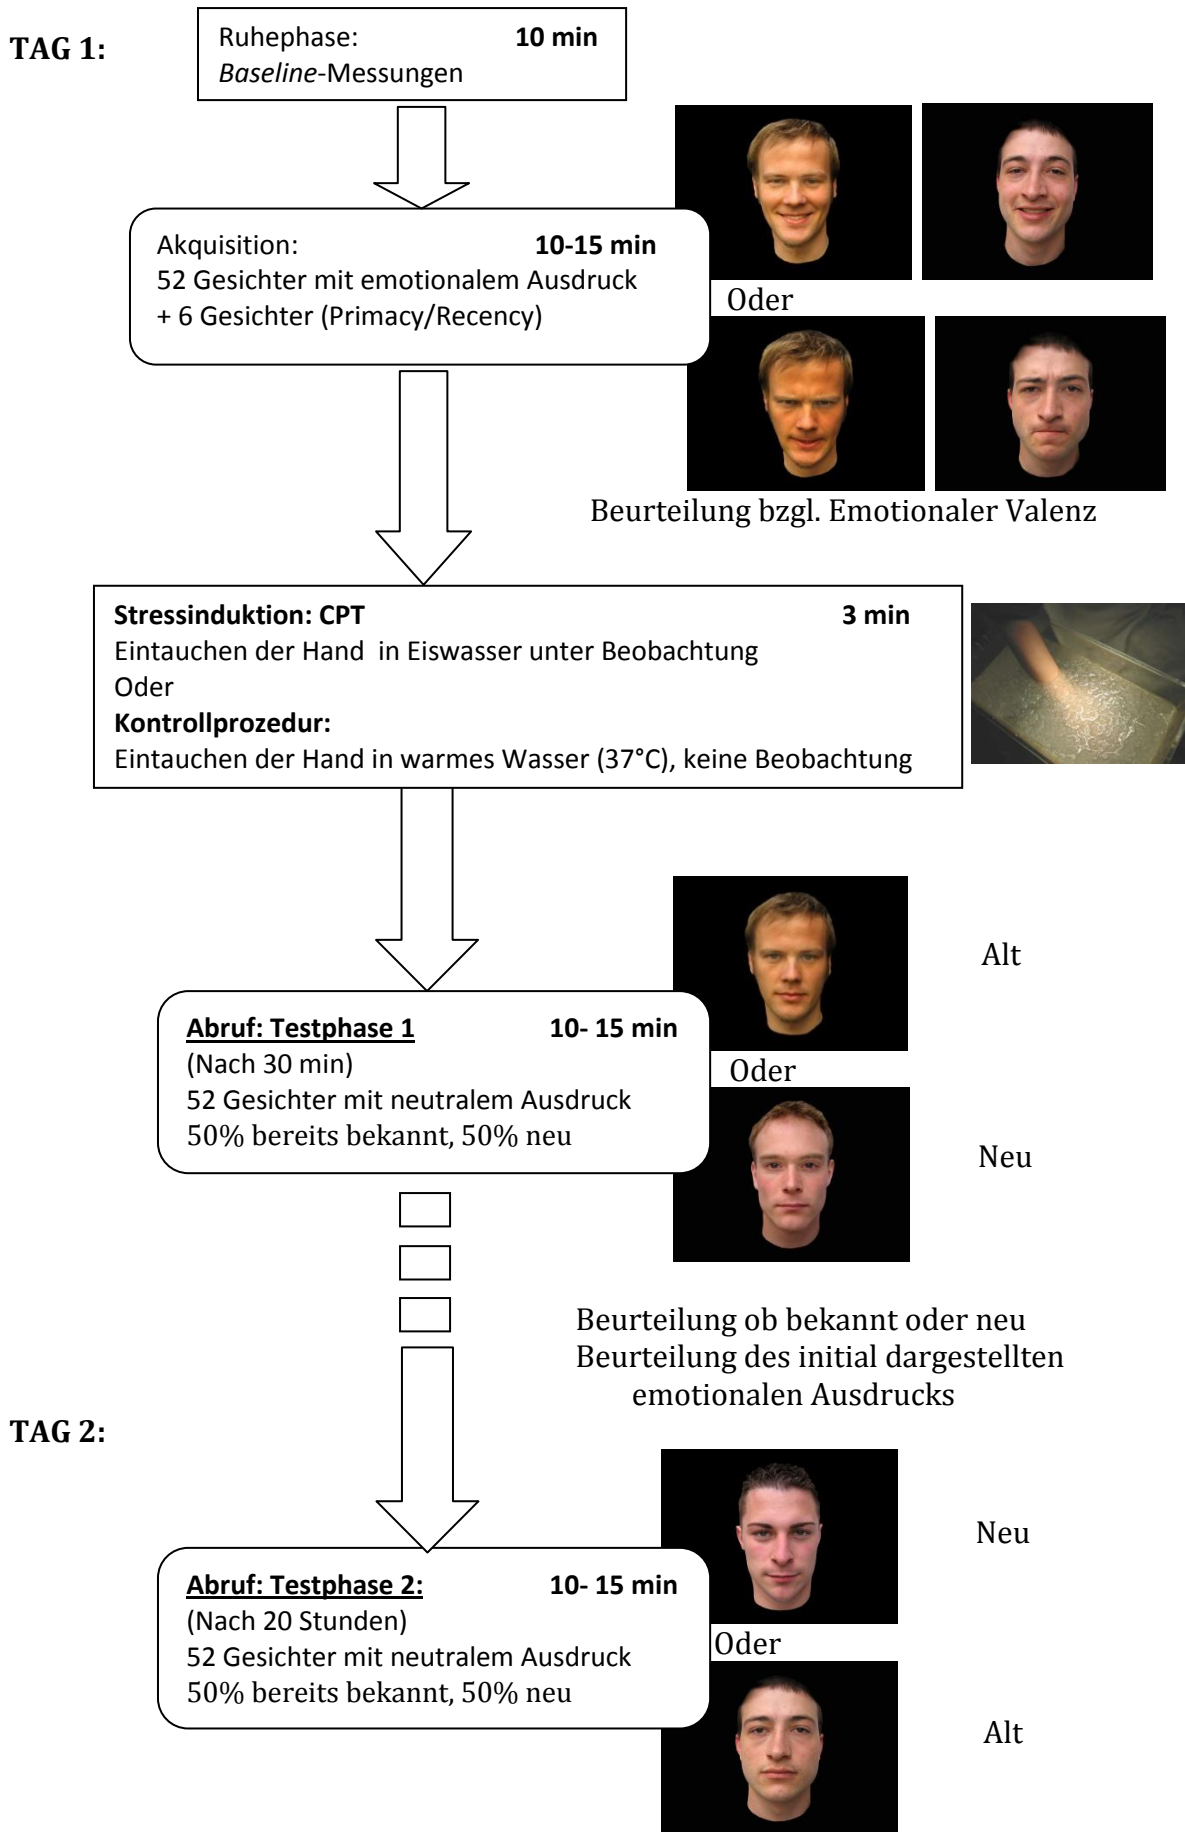 TAG 1:
Ruhephase: 10 min
Baseline-Messungen
Akquisition: 10-15 min
52 Gesichter mit emotionalem Ausdruck
+ 6 Gesichter (Primacy/Recency)
Oder
Beurteilung bzgl. Emotionaler Valenz
Stressinduktion: CPT 3 min
Eintauchen der Hand in Eiswasser unter Beobachtung
Oder
Kontrollprozedur:
Eintauchen der Hand in warmes Wasser (37°C), keine Beobachtung
Alt
Abruf: Testphase 1 10- 15 min
(Nach 30 min)
52 Gesichter mit neutralem Ausdruck
50% bereits bekannt, 50% neu
Oder
Neu
Beurteilung ob bekannt oder neu
Beurteilung des initial dargestellten
emotionalen Ausdrucks
TAG 2:
Neu
Abruf: Testphase 2: 10- 15 min
(Nach 20 Stunden)
52 Gesichter mit neutralem Ausdruck
50% bereits bekannt, 50% neu
Oder
Alt